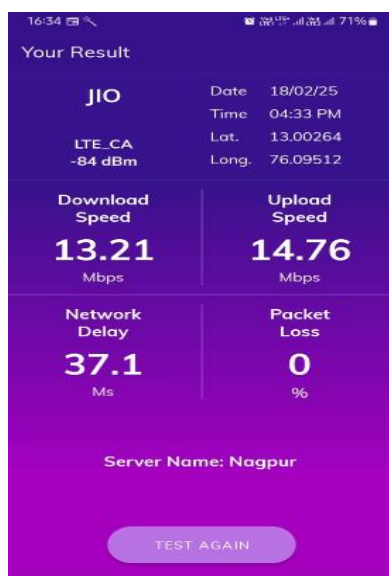 16:34 71%
Your Result
JIO
LTE_CA
-84 dBm
Date 18/02/25
Time 04:33 PM
Lat. 13.00264
Long. 76.09512
Download
Speed
13.21
Mbps
Upload
Speed
14.76
Mbps
Network
Delay
37.1
Ms
Packet
Loss
0
%
Server Name: Nagpur
TEST AGAIN